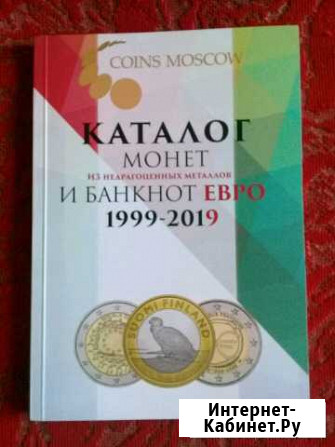 COINS MOSCOW
КАТАЛОГ
МОНЕТ
ИЗ НЕДРАГОЦЕННЫХ МЕТАЛЛОВ
И БАНКНОТ ЕВРО
1999-2019
SUOMI FINLAND
Интернет-
Кабинет.Ру